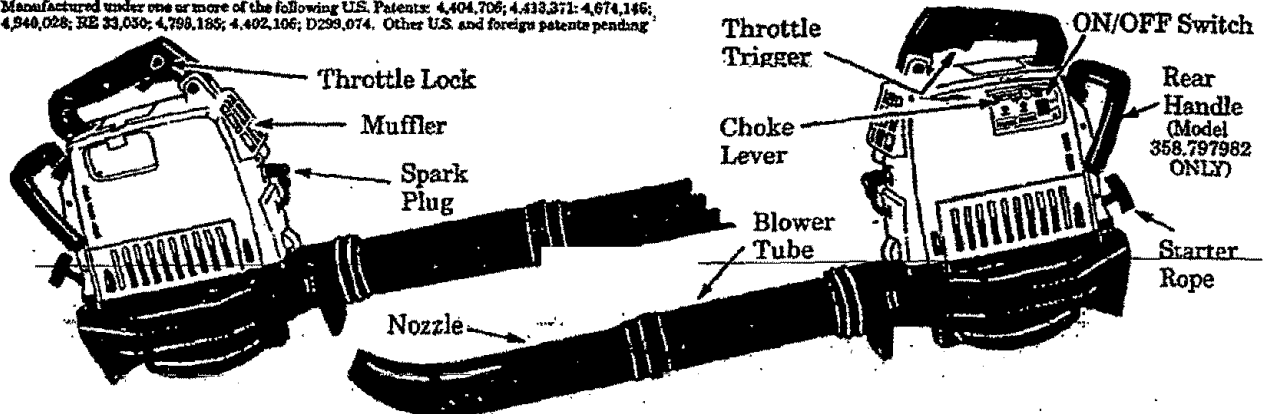 Manufactured under one or more of the following U.S. Patents: 4,404,706; 4,413,371; 4,674,146;
4,940,028; RE 33,050; 4,798,185; 4,402,106; D299,074. Other U.S. and foreign patents pending
Throttle Lock
Muffler
Spark
Plug
Nozzle
Throttle
Trigger
Choke
Lever
Blower
Tube
ON/OFF Switch
Rear
Handle
(Model
358.797982
ONLY)
Starter
Rope